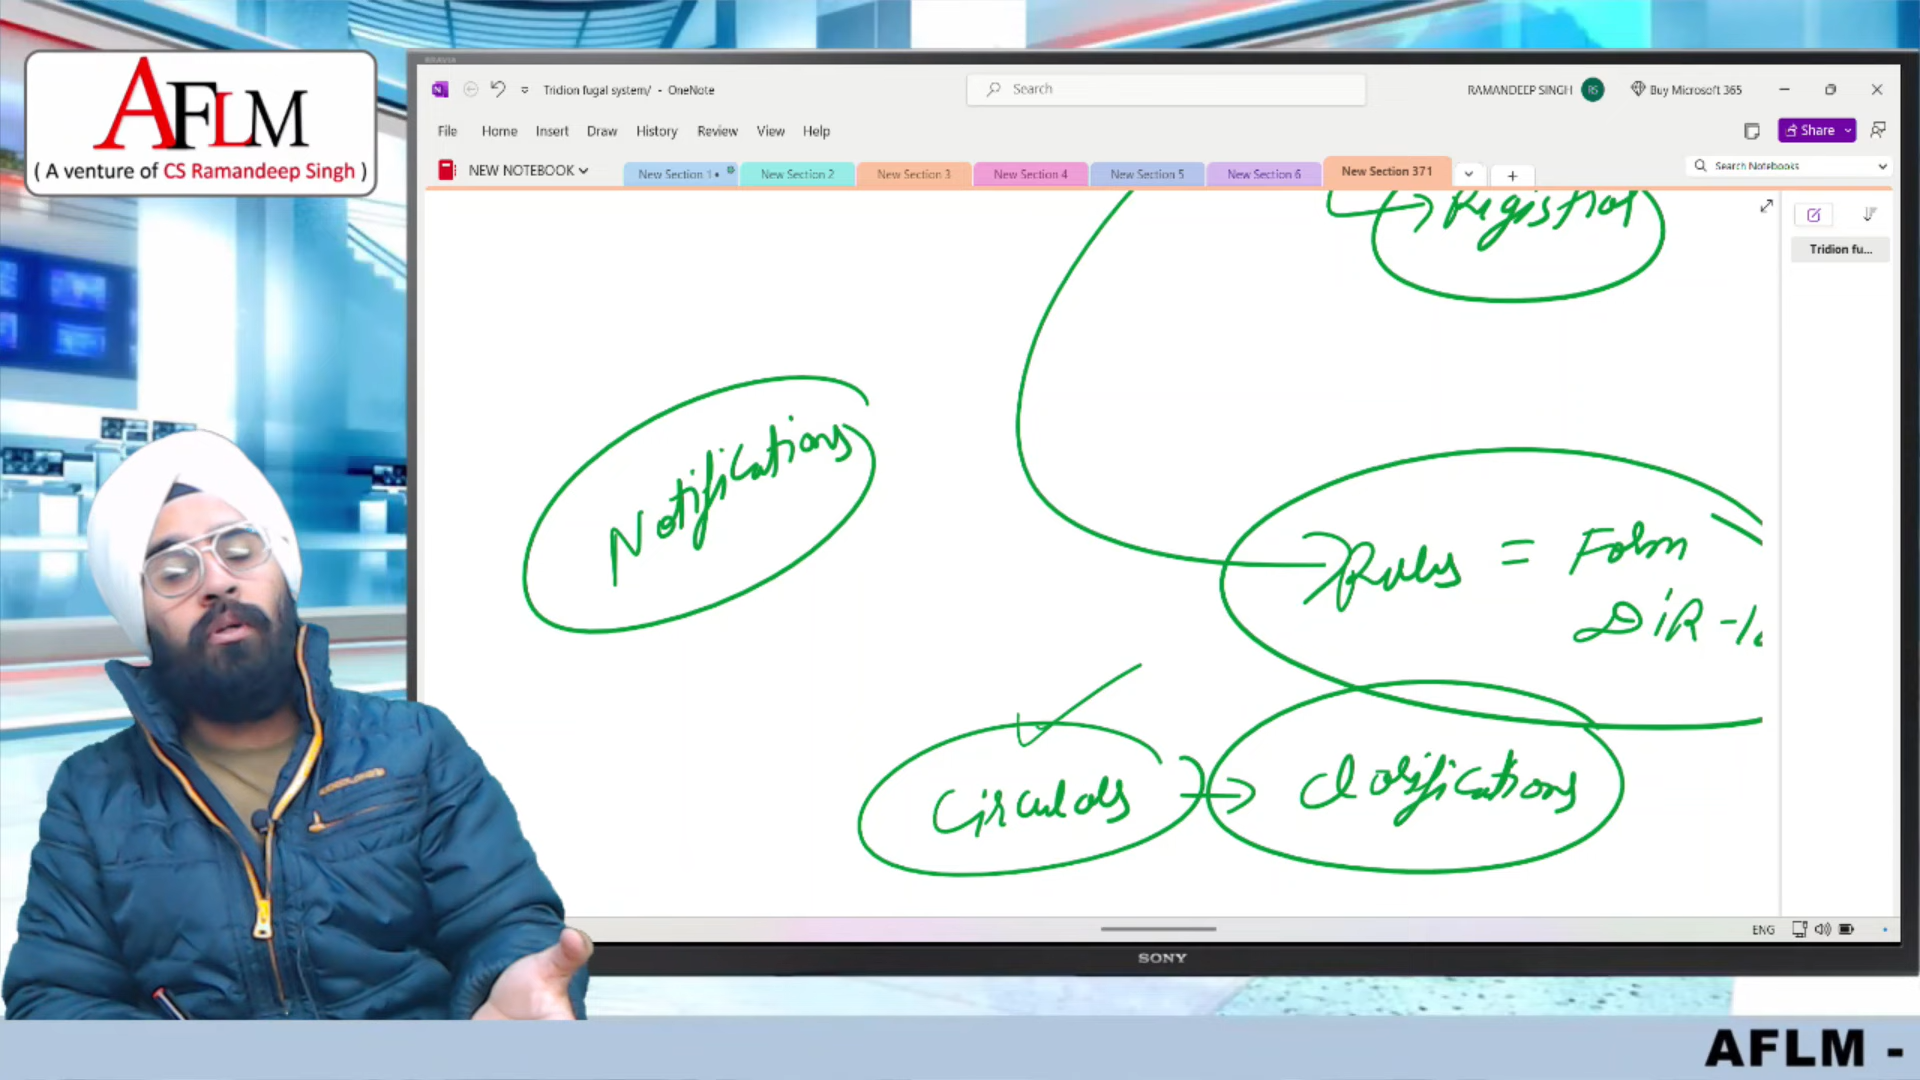 AFLM
( A venture of CS Ramandeep Singh )
Tridion fugal system/ - OneNote
Search
RAMANDEEP SINGH
RS
Buy Microsoft 365
File Home Insert Draw History Review View Help
Share
NEW NOTEBOOK
New Section 1
New Section 2
New Section 3
New Section 4
New Section 5
New Section 6
New Section 371
Search Notebooks
Tridion fu...
Registrar
Notifications
Rules = Form
DiR-12
Circulars
Clarifications
ENG
SONY
AFLM -